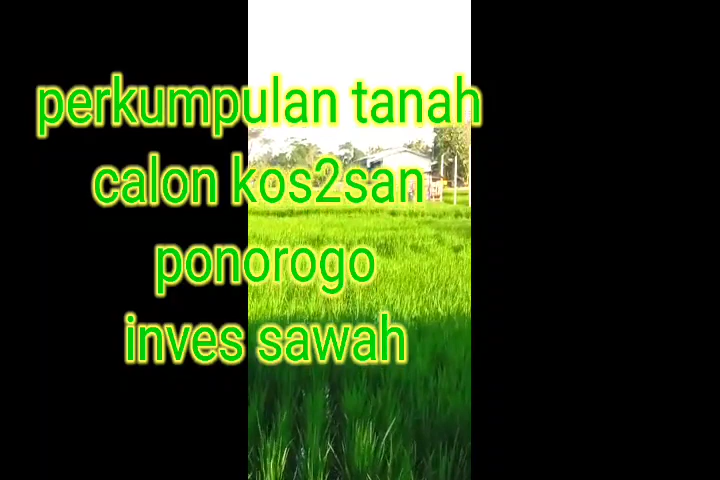 perkumpulan tanah
calon kos2san
ponorogo
inves sawah